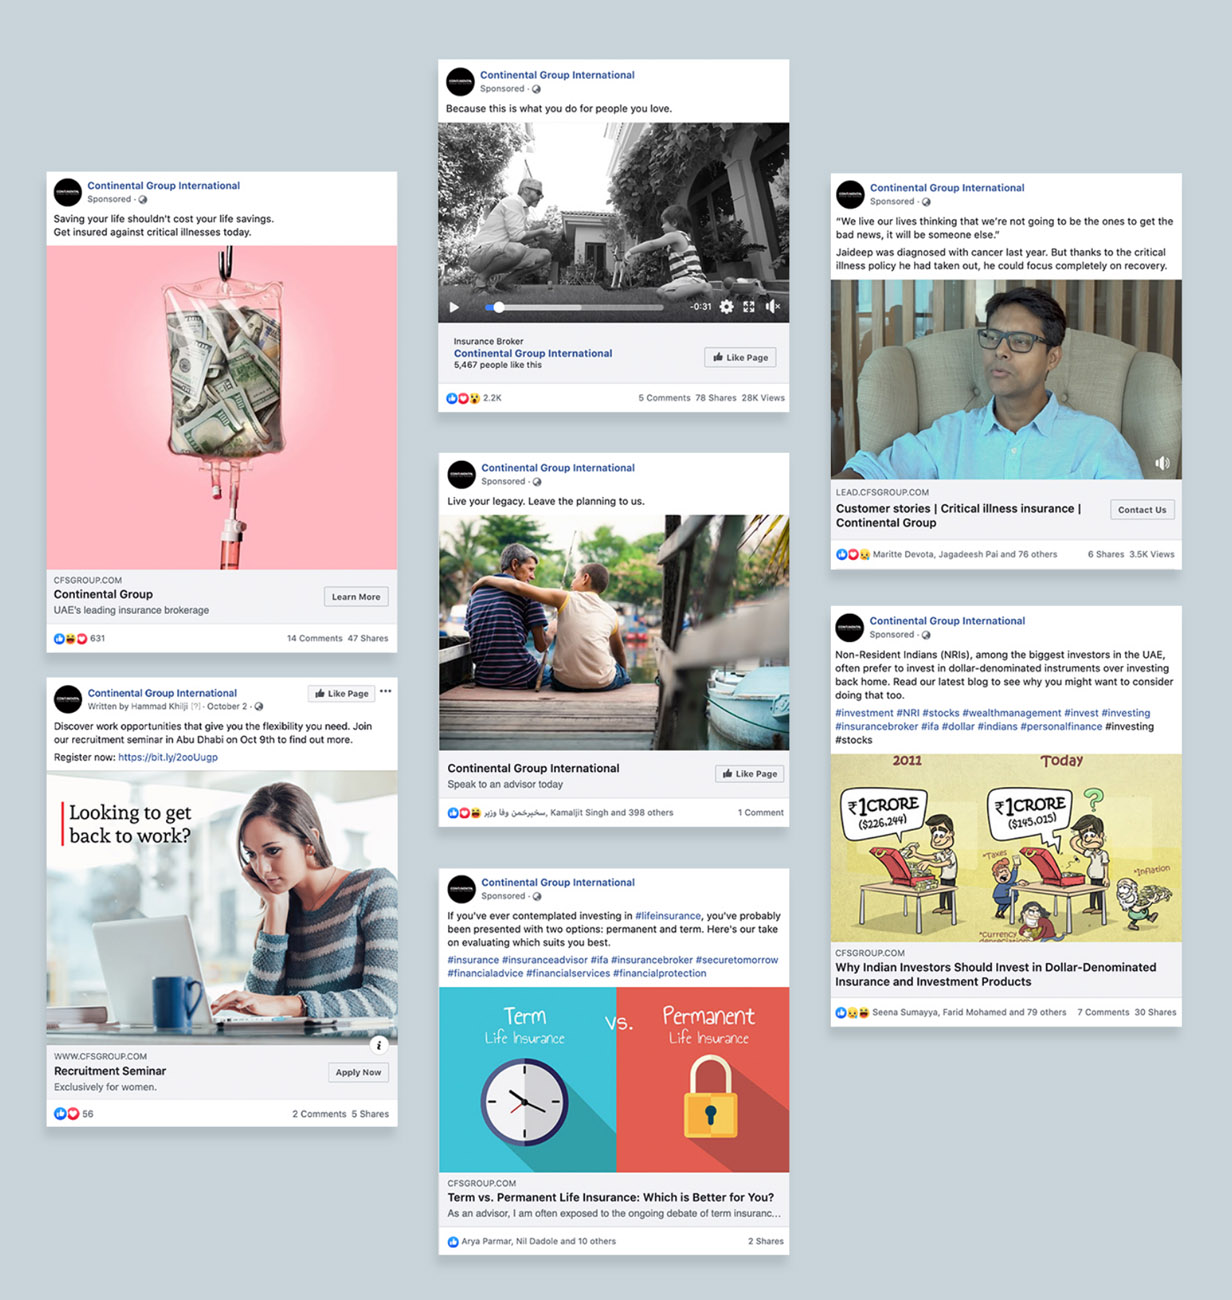 Continental Group International
Sponsored ·
Saving your life shouldn't cost your life savings.
Get insured against critical illnesses today.
CFSGROUP.COM
Continental Group
UAE's leading insurance brokerage
Learn More
631
14 Comments 47 Shares
Continental Group International
Like Page
Written by Hammad Khilji [?] · October 2 ·
Discover work opportunities that give you the flexibility you need. Join
our recruitment seminar in Abu Dhabi on Oct 9th to find out more.
Register now: https://bit.ly/2ooUugp
Looking to get
back to work?
WWW.CFSGROUP.COM
Recruitment Seminar
Exclusively for women.
Apply Now
56
2 Comments 5 Shares
CONTINENTAL
Continental Group International
Sponsored ·
Because this is what you do for people you love.
-0:31
Insurance Broker
Continental Group International
5,467 people like this
Like Page
2.2K
5 Comments 78 Shares 28K Views
CONTINENTAL
Continental Group International
Sponsored ·
Live your legacy. Leave the planning to us.
Continental Group International
Speak to an advisor today
Like Page
وفا وزير, Kamaljit Singh and 398 others
1 Comment
CONTINENTAL
Continental Group International
Sponsored ·
If you've ever contemplated investing in #lifeinsurance, you've probably
been presented with two options: permanent and term. Here's our take
on evaluating which suits you best.
#insurance #insuranceadvisor #ifa #insurancebroker #securetomorrow
#financialadvice #financialservices #financialprotection
Term
Life Insurance
vs.
Permanent
Life Insurance
CFSGROUP.COM
Term vs. Permanent Life Insurance: Which is Better for You?
As an advisor, I am often exposed to the ongoing debate of term insuranc...
Arya Parmar, Nil Dadole and 10 others
2 Shares
CONTINENTAL
Continental Group International
Sponsored ·
"We live our lives thinking that we're not going to be the ones to get the
bad news, it will be someone else."
Jaideep was diagnosed with cancer last year. But thanks to the critical
illness policy he had taken out, he could focus completely on recovery.
LEAD.CFSGROUP.COM
Customer stories | Critical illness insurance |
Continental Group
Contact Us
Maritte Devota, Jagadeesh Pai and 76 others
6 Shares 3.5K Views
CONTINENTAL
Continental Group International
Sponsored ·
Non-Resident Indians (NRIs), among the biggest investors in the UAE,
often prefer to invest in dollar-denominated instruments over investing
back home. Read our latest blog to see why you might want to consider
doing that too.
#investment #NRI #stocks #wealthmanagement #invest #investing
#insurancebroker #ifa #dollar #indians #personalfinance #investing
#stocks
2011
Today
₹1CRORE
($226,244)
₹1CRORE
($145,015)
?
*Taxes
*Inflation
*Currency
depreciation
CFSGROUP.COM
Why Indian Investors Should Invest in Dollar-Denominated
Insurance and Investment Products
Seena Sumayya, Farid Mohamed and 79 others
7 Comments 30 Shares